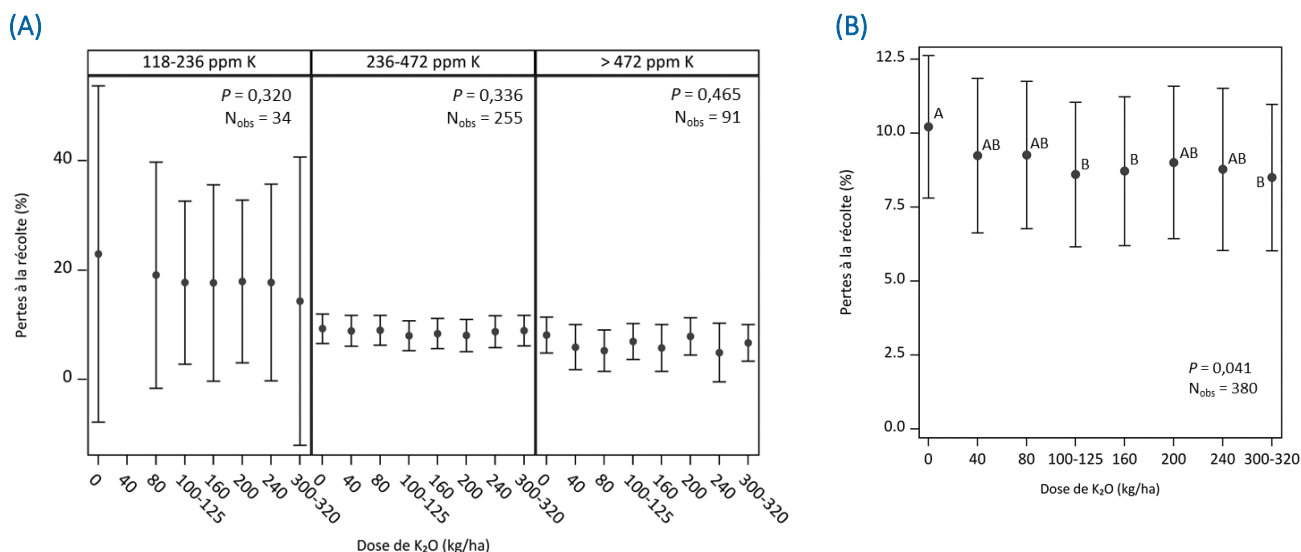 (A)
118-236 ppm K
236-472 ppm K
> 472 ppm K
P = 0,320
Nobs = 34
P = 0,336
Nobs = 255
P = 0,465
Nobs = 91
Pertes à la récolte (%)
40
20
0
0 40 80 100-125 160 200 240 300-320
0 40 80 100-125 160 200 240 300-320
0 40 80 100-125 160 200 240 300-320
Dose de K₂O (kg/ha)
(B)
Pertes à la récolte (%)
12.5
10.0
7.5
5.0
2.5
0.0
A
AB
AB
B
B
AB
AB
B
P = 0,041
Nobs = 380
0 40 80 100-125 160 200 240 300-320
Dose de K₂O (kg/ha)